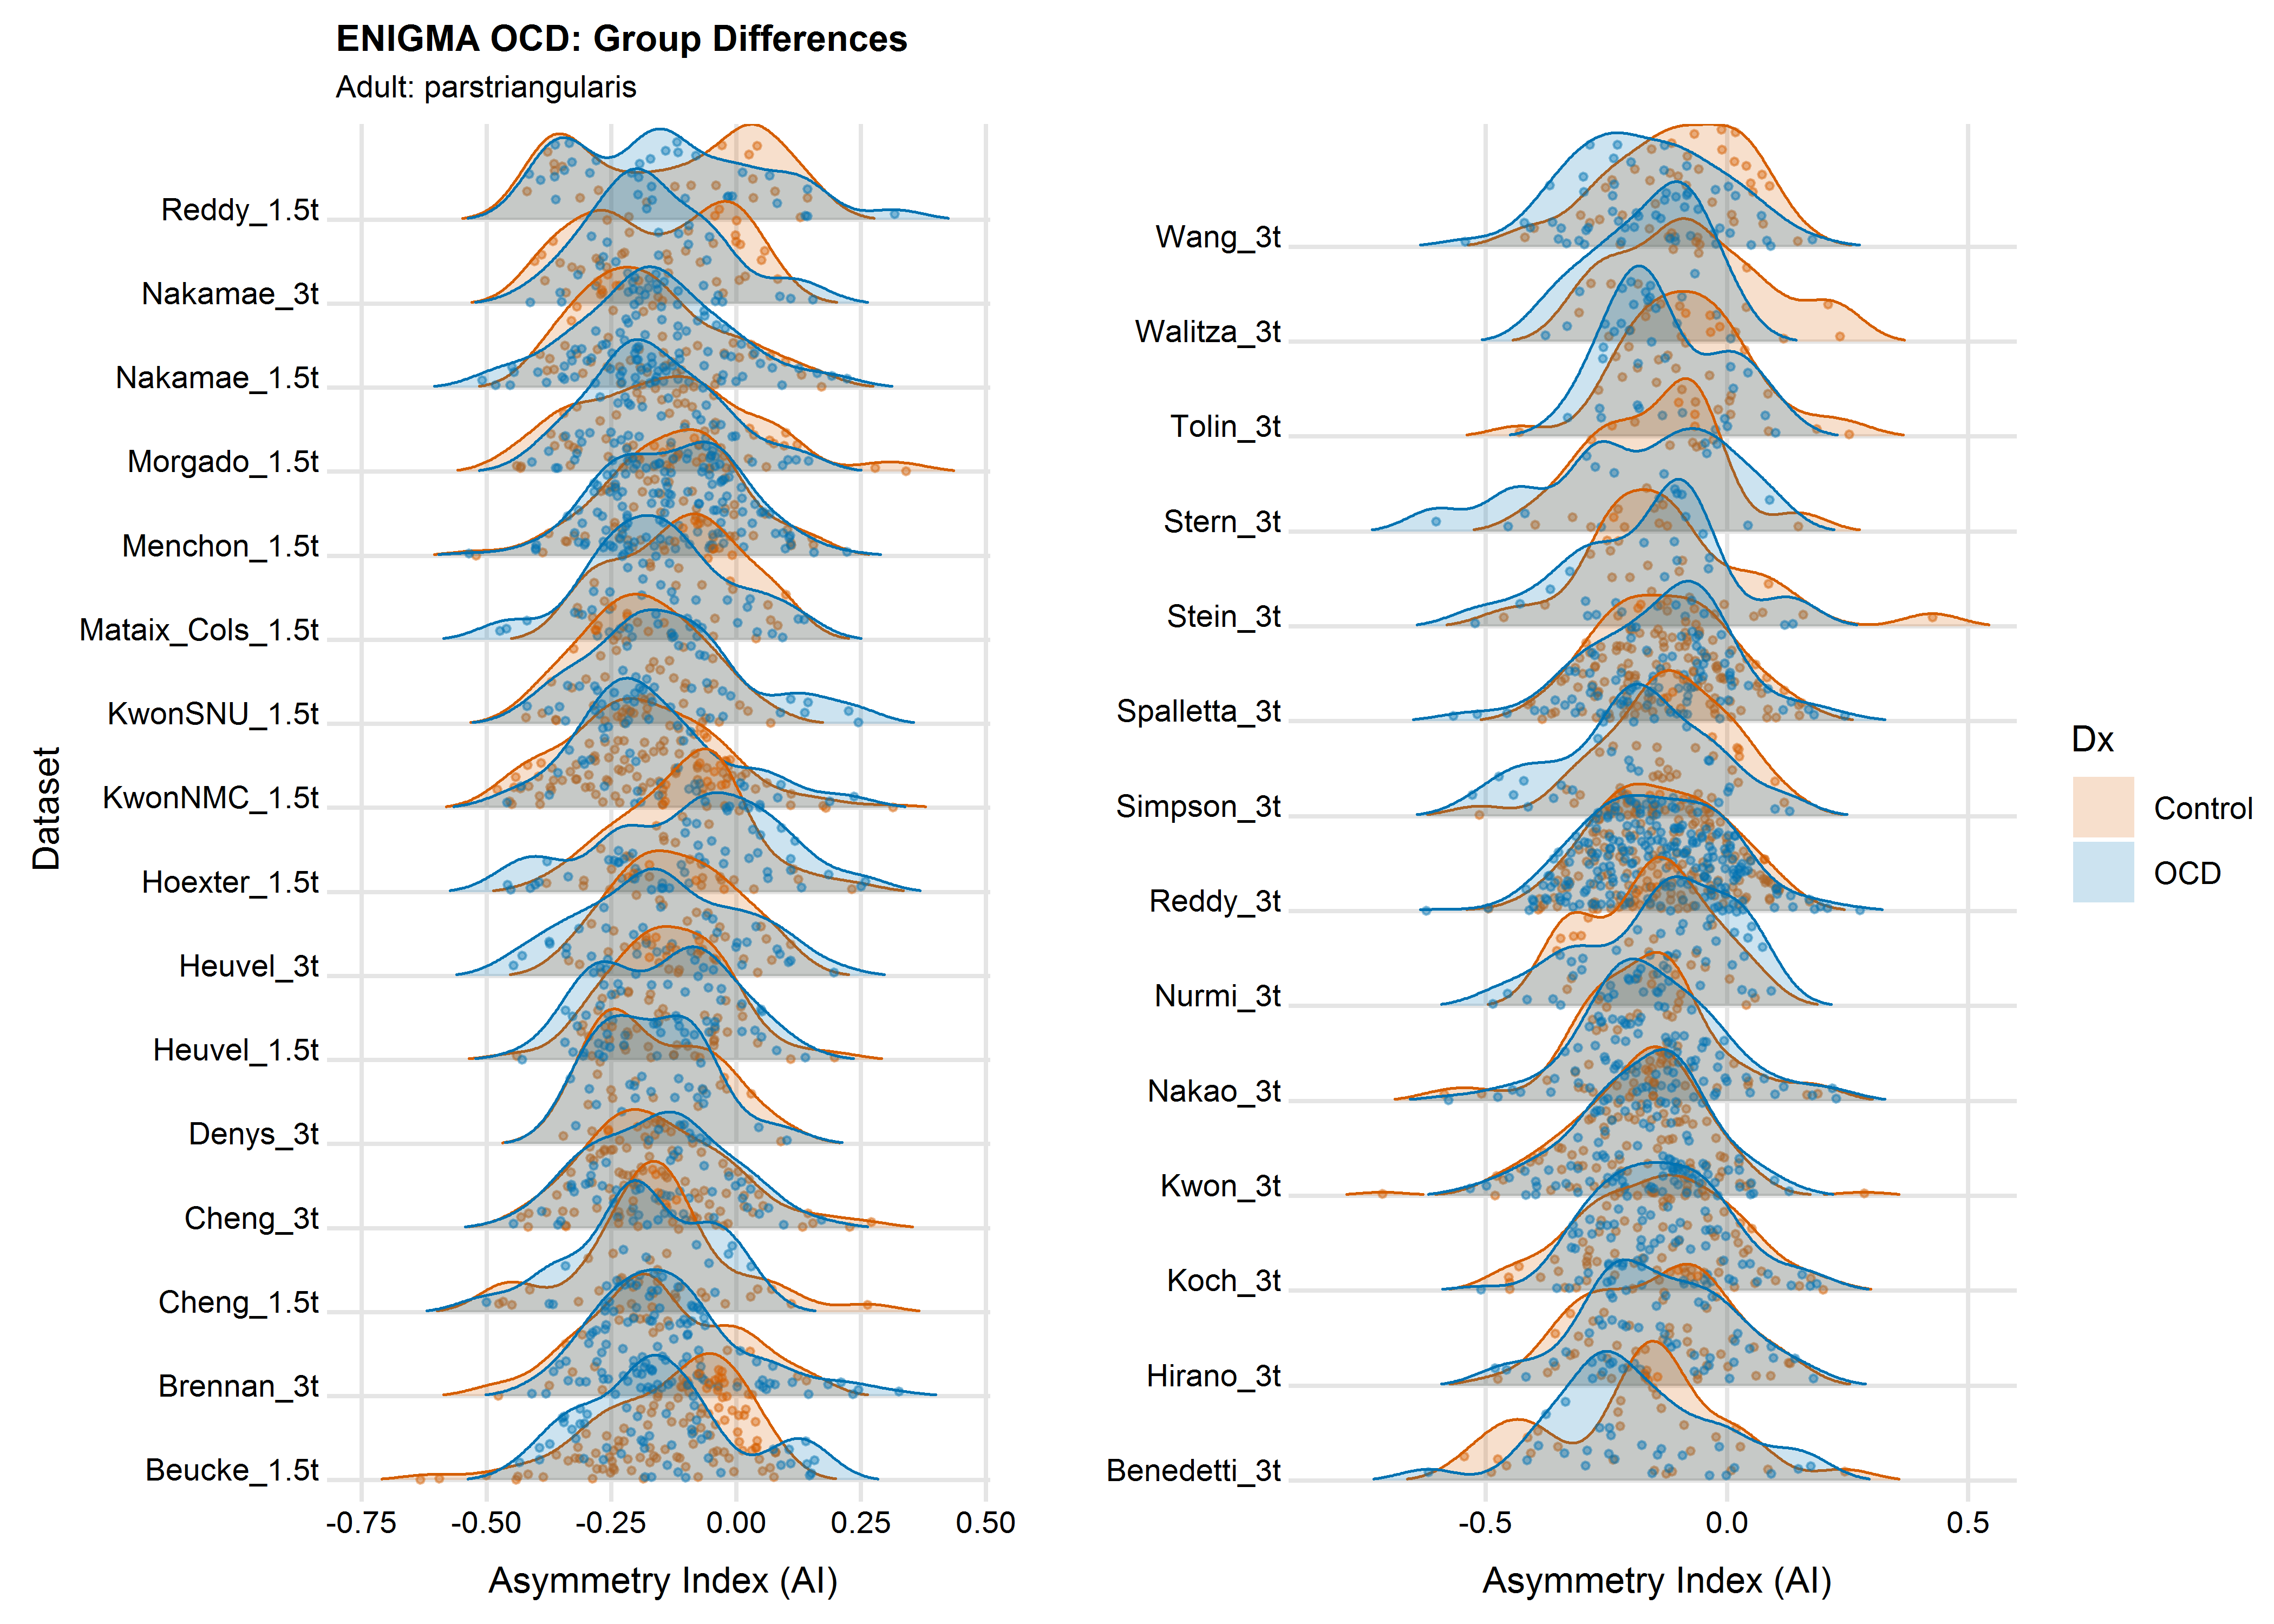 ENIGMA OCD: Group Differences
Adult: parstriangularis
Dataset
Reddy_1.5t
Nakamae_3t
Nakamae_1.5t
Morgado_1.5t
Menchon_1.5t
Mataix_Cols_1.5t
KwonSNU_1.5t
KwonNMC_1.5t
Hoexter_1.5t
Heuvel_3t
Heuvel_1.5t
Denys_3t
Cheng_3t
Cheng_1.5t
Brennan_3t
Beucke_1.5t
-0.75 -0.50 -0.25 0.00 0.25 0.50
Asymmetry Index (AI)
Wang_3t
Walitza_3t
Tolin_3t
Stern_3t
Stein_3t
Spalletta_3t
Simpson_3t
Reddy_3t
Nurmi_3t
Nakao_3t
Kwon_3t
Koch_3t
Hirano_3t
Benedetti_3t
-0.5 0.0 0.5
Asymmetry Index (AI)
Dx
Control
OCD